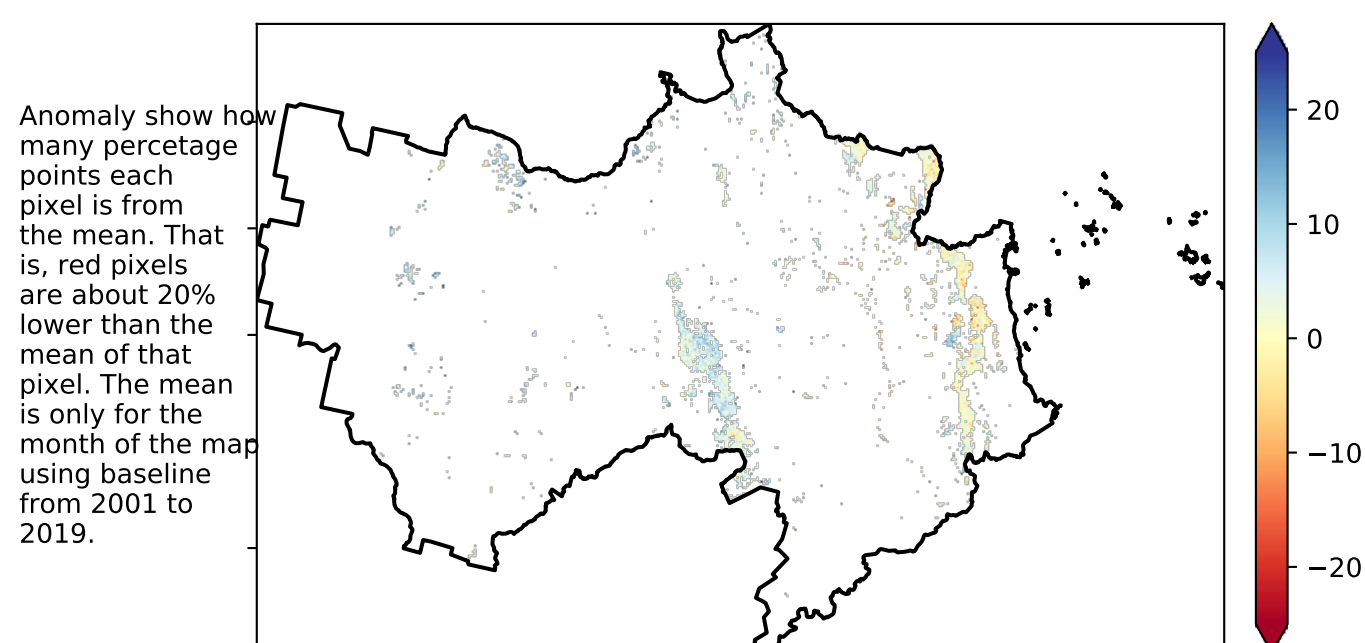 Anomaly show how
many percetage
points each
pixel is from
the mean. That
is, red pixels
are about 20%
lower than the
mean of that
pixel. The mean
is only for the
month of the map
using baseline
from 2001 to
2019.
20
10
0
−10
−20